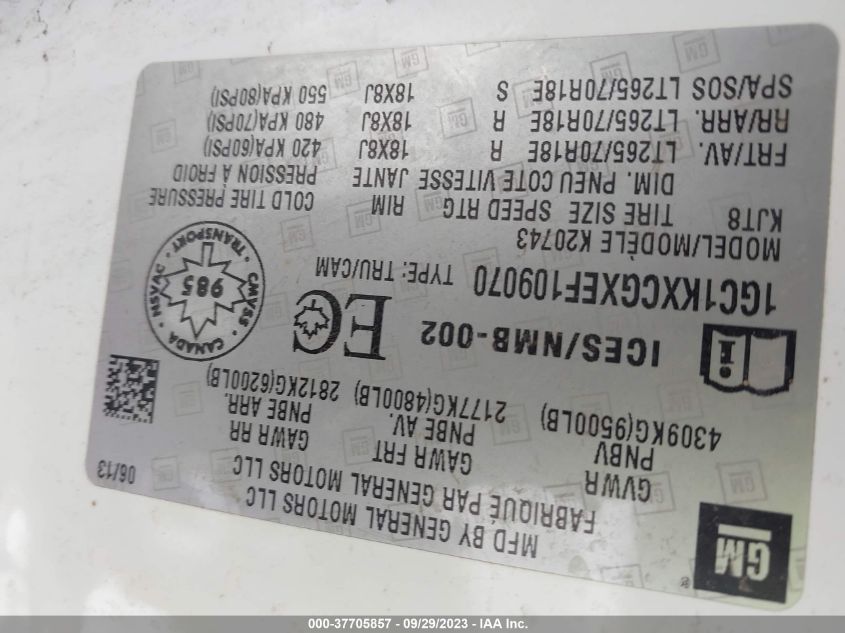 GM
®
MFD BY GENERAL MOTORS LLC
FABRIQUÉ PAR GENERAL MOTORS LLC
06/13
GVWR GAWR FRT GAWR RR
PNBV PNBE AV. PNBE ARR.
4309KG(9500LB) 2177KG(4800LB) 2812KG(6200LB)
i ICES/NMB-002 EC
CANADA · CMVSS · TRANSPORT · NSVAC
985
1GC1KXCGXEF109070 TYPE: TRU/CAM
MODEL/MODÈLE K20743
KJT8 TIRE SIZE SPEED RTG RIM COLD TIRE PRESSURE
DIM. PNEU COTE VITESSE JANTE PRESSION À FROID
FRT/AV. LT265/70R18E R 18X8J 420 KPA(60PSI)
RR/ARR. LT265/70R18E R 18X8J 480 KPA(70PSI)
SPA/SOS LT265/70R18E S 18X8J 550 KPA(80PSI)
000-37705857 - 09/29/2023 - IAA Inc.